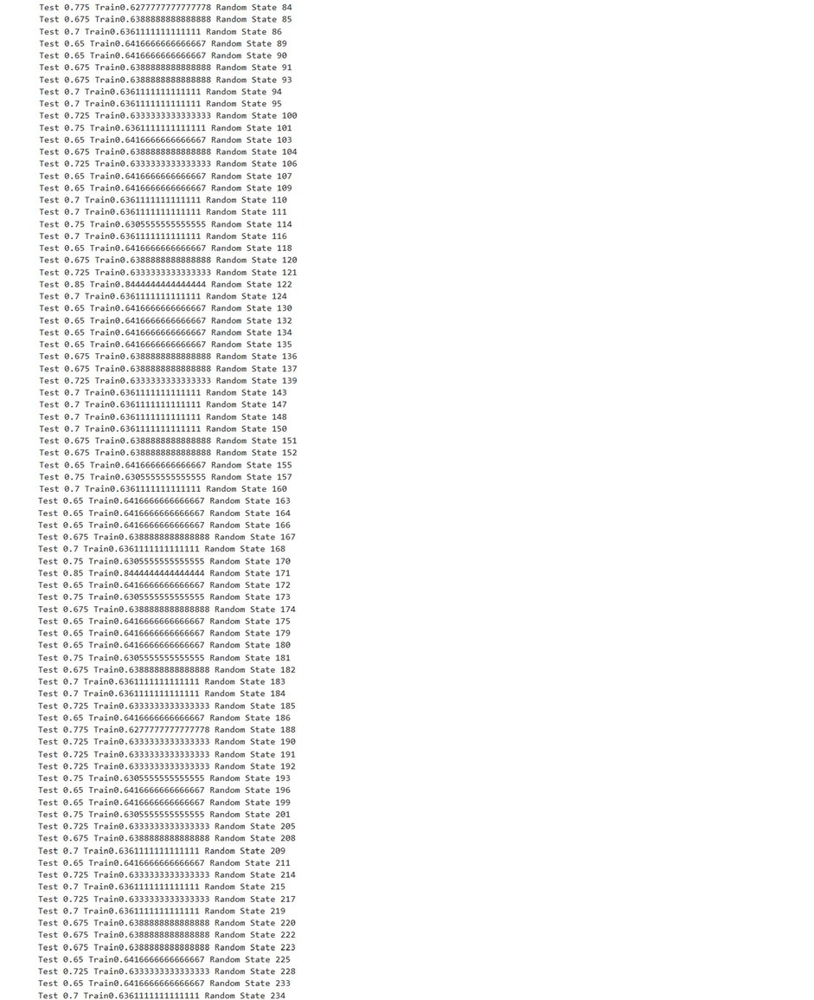 Test 0.775 Train0.6277777777777778 Random State 84
Test 0.675 Train0.6388888888888888 Random State 85
Test 0.7 Train0.6361111111111111 Random State 86
Test 0.65 Train0.6416666666666667 Random State 89
Test 0.65 Train0.6416666666666667 Random State 90
Test 0.675 Train0.6388888888888888 Random State 91
Test 0.675 Train0.6388888888888888 Random State 93
Test 0.7 Train0.6361111111111111 Random State 94
Test 0.7 Train0.6361111111111111 Random State 95
Test 0.725 Train0.6333333333333333 Random State 100
Test 0.75 Train0.6361111111111111 Random State 101
Test 0.65 Train0.6416666666666667 Random State 103
Test 0.675 Train0.6388888888888888 Random State 104
Test 0.725 Train0.6333333333333333 Random State 106
Test 0.65 Train0.6416666666666667 Random State 107
Test 0.65 Train0.6416666666666667 Random State 109
Test 0.7 Train0.6361111111111111 Random State 110
Test 0.7 Train0.6361111111111111 Random State 111
Test 0.75 Train0.6305555555555555 Random State 114
Test 0.7 Train0.6361111111111111 Random State 116
Test 0.65 Train0.6416666666666667 Random State 118
Test 0.675 Train0.6388888888888888 Random State 120
Test 0.725 Train0.6333333333333333 Random State 121
Test 0.85 Train0.8444444444444444 Random State 122
Test 0.7 Train0.6361111111111111 Random State 124
Test 0.65 Train0.6416666666666667 Random State 130
Test 0.65 Train0.6416666666666667 Random State 132
Test 0.65 Train0.6416666666666667 Random State 134
Test 0.65 Train0.6416666666666667 Random State 135
Test 0.675 Train0.6388888888888888 Random State 136
Test 0.675 Train0.6388888888888888 Random State 137
Test 0.725 Train0.6333333333333333 Random State 139
Test 0.7 Train0.6361111111111111 Random State 143
Test 0.7 Train0.6361111111111111 Random State 147
Test 0.7 Train0.6361111111111111 Random State 148
Test 0.7 Train0.6361111111111111 Random State 150
Test 0.675 Train0.6388888888888888 Random State 151
Test 0.675 Train0.6388888888888888 Random State 152
Test 0.65 Train0.6416666666666667 Random State 155
Test 0.75 Train0.6305555555555555 Random State 157
Test 0.7 Train0.6361111111111111 Random State 160
Test 0.65 Train0.6416666666666667 Random State 163
Test 0.65 Train0.6416666666666667 Random State 164
Test 0.65 Train0.6416666666666667 Random State 166
Test 0.675 Train0.6388888888888888 Random State 167
Test 0.7 Train0.6361111111111111 Random State 168
Test 0.75 Train0.6305555555555555 Random State 170
Test 0.85 Train0.8444444444444444 Random State 171
Test 0.65 Train0.6416666666666667 Random State 172
Test 0.75 Train0.6305555555555555 Random State 173
Test 0.675 Train0.6388888888888888 Random State 174
Test 0.65 Train0.6416666666666667 Random State 175
Test 0.65 Train0.6416666666666667 Random State 179
Test 0.65 Train0.6416666666666667 Random State 180
Test 0.75 Train0.6305555555555555 Random State 181
Test 0.675 Train0.6388888888888888 Random State 182
Test 0.7 Train0.6361111111111111 Random State 183
Test 0.7 Train0.6361111111111111 Random State 184
Test 0.725 Train0.6333333333333333 Random State 185
Test 0.65 Train0.6416666666666667 Random State 186
Test 0.775 Train0.6277777777777778 Random State 188
Test 0.725 Train0.6333333333333333 Random State 190
Test 0.725 Train0.6333333333333333 Random State 191
Test 0.725 Train0.6333333333333333 Random State 192
Test 0.75 Train0.6305555555555555 Random State 193
Test 0.65 Train0.6416666666666667 Random State 196
Test 0.65 Train0.6416666666666667 Random State 199
Test 0.75 Train0.6305555555555555 Random State 201
Test 0.725 Train0.6333333333333333 Random State 205
Test 0.675 Train0.6388888888888888 Random State 208
Test 0.7 Train0.6361111111111111 Random State 209
Test 0.65 Train0.6416666666666667 Random State 211
Test 0.725 Train0.6333333333333333 Random State 214
Test 0.7 Train0.6361111111111111 Random State 215
Test 0.725 Train0.6333333333333333 Random State 217
Test 0.7 Train0.6361111111111111 Random State 219
Test 0.675 Train0.6388888888888888 Random State 220
Test 0.675 Train0.6388888888888888 Random State 222
Test 0.675 Train0.6388888888888888 Random State 223
Test 0.65 Train0.6416666666666667 Random State 225
Test 0.725 Train0.6333333333333333 Random State 228
Test 0.65 Train0.6416666666666667 Random State 233
Test 0.7 Train0.6361111111111111 Random State 234